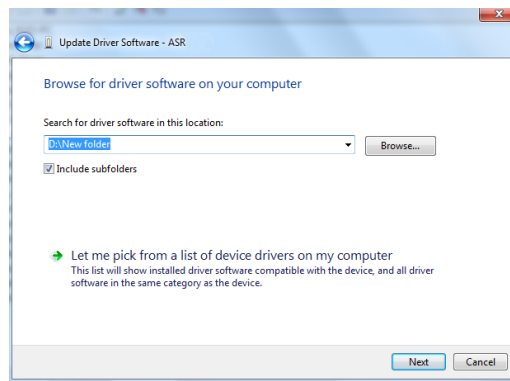 Update Driver Software - ASR
Browse for driver software on your computer
Search for driver software in this location:
D:\New folder
Browse...
Include subfolders
Let me pick from a list of device drivers on my computer
This list will show installed driver software compatible with the device, and all driver
software in the same category as the device.
Next Cancel